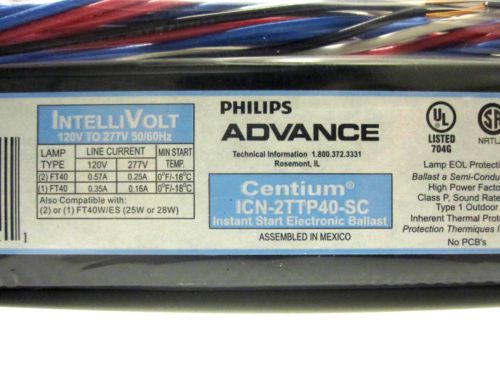 INTELLIVOLT
120V TO 277V 50/60Hz
LAMP TYPE LINE CURRENT MIN START TEMP.
120V 277V
(2) FT40 0.57A 0.25A 0°F/-18°C
(1) FT40 0.35A 0.16A 0°F/-18°C
Also Compatible with:
(2) or (1) FT40W/ES (25W or 28W)
PHILIPS
ADVANCE
Technical Information 1.800.372.3331
Rosemont, IL
Centium®
ICN-2TTP40-SC
Instant Start Electronic Ballast
ASSEMBLED IN MEXICO
UL
LISTED
704G
SA
NRTL
Lamp EOL Protecti
Ballast a Semi-Condu
High Power Facto
Class P, Sound Rate
Type 1 Outdoor
Inherent Thermal Prote
Protection Thermiques I
No PCB's
1